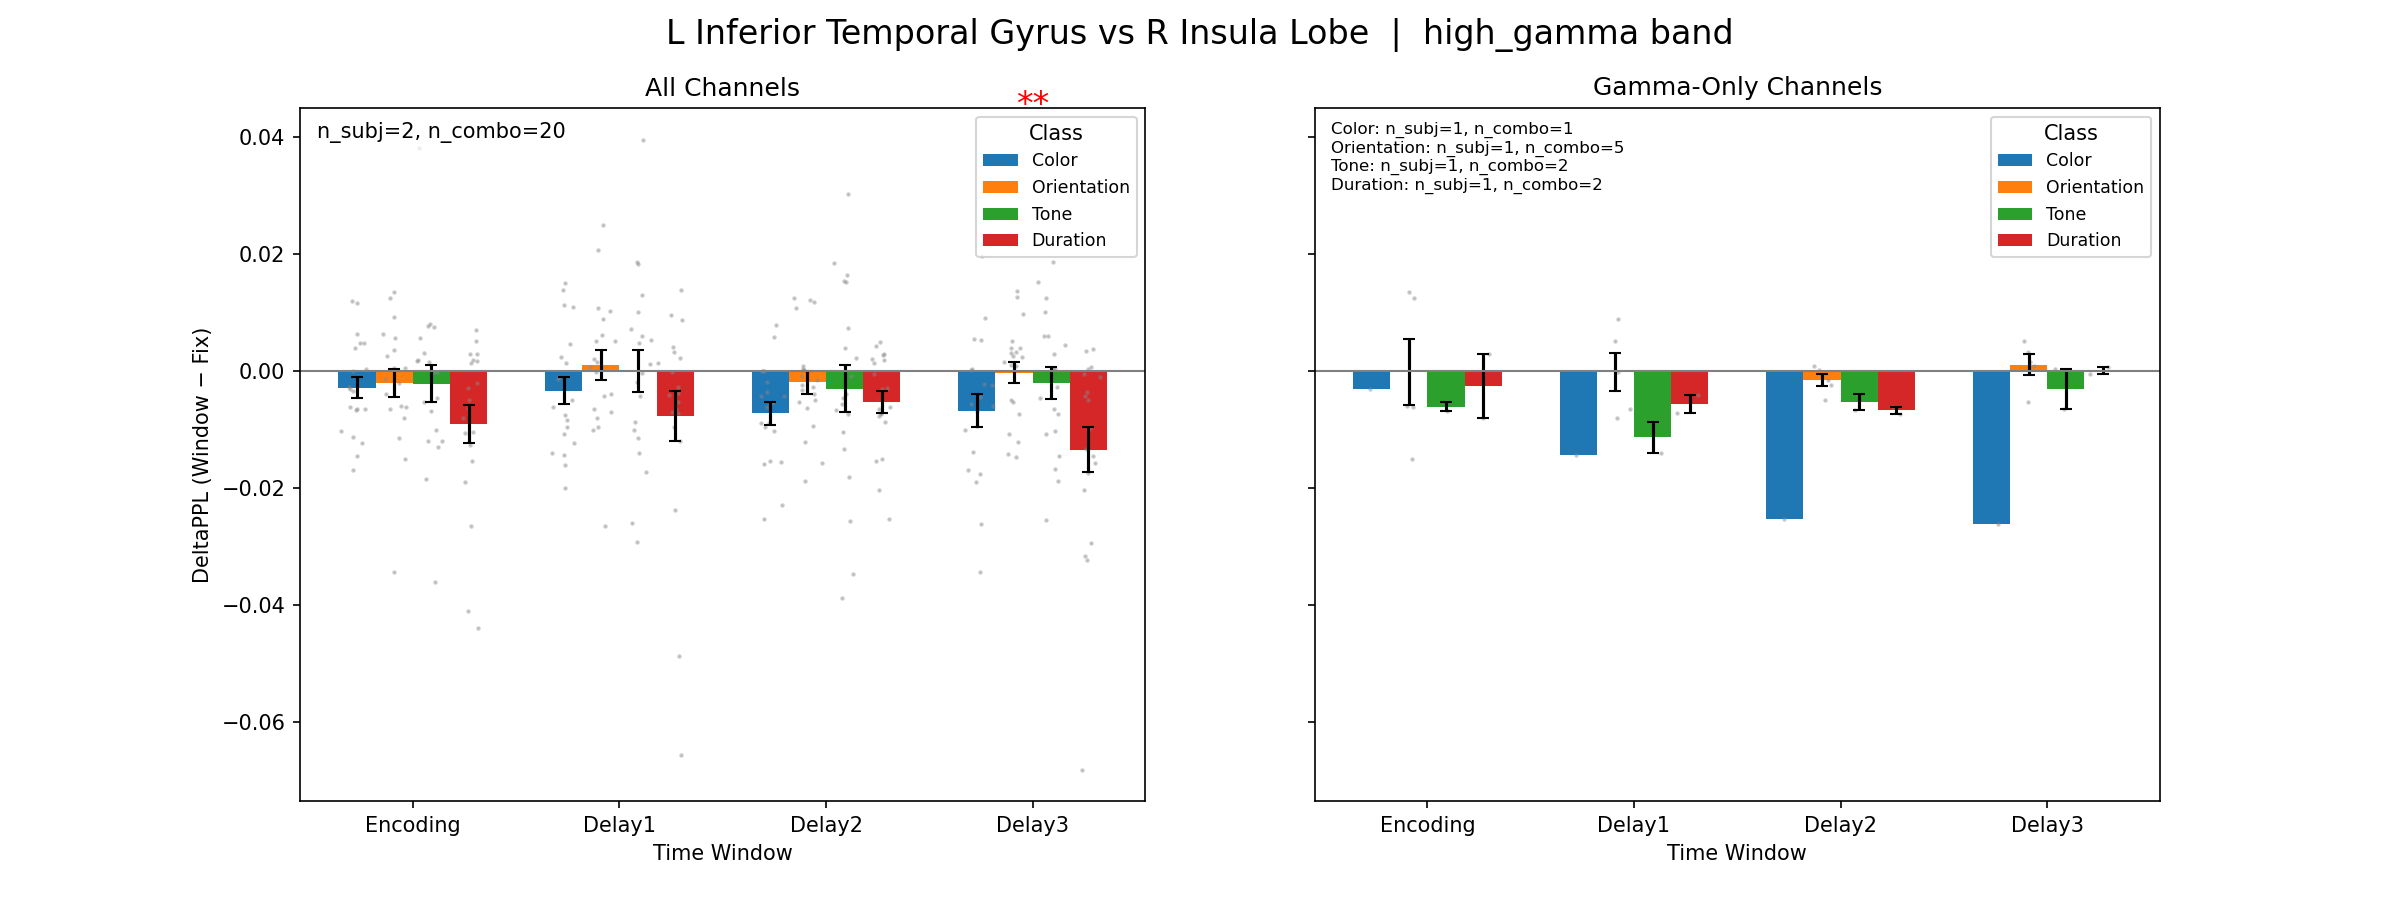 L Inferior Temporal Gyrus vs R Insula Lobe | high_gamma band
All Channels
**
n_subj=2, n_combo=20
Class
Color
Orientation
Tone
Duration
0.04
0.02
0.00
−0.02
−0.04
−0.06
DeltaPPL (Window − Fix)
Encoding
Delay1
Delay2
Delay3
Time Window
Gamma-Only Channels
Color: n_subj=1, n_combo=1
Orientation: n_subj=1, n_combo=5
Tone: n_subj=1, n_combo=2
Duration: n_subj=1, n_combo=2
Class
Color
Orientation
Tone
Duration
Encoding
Delay1
Delay2
Delay3
Time Window